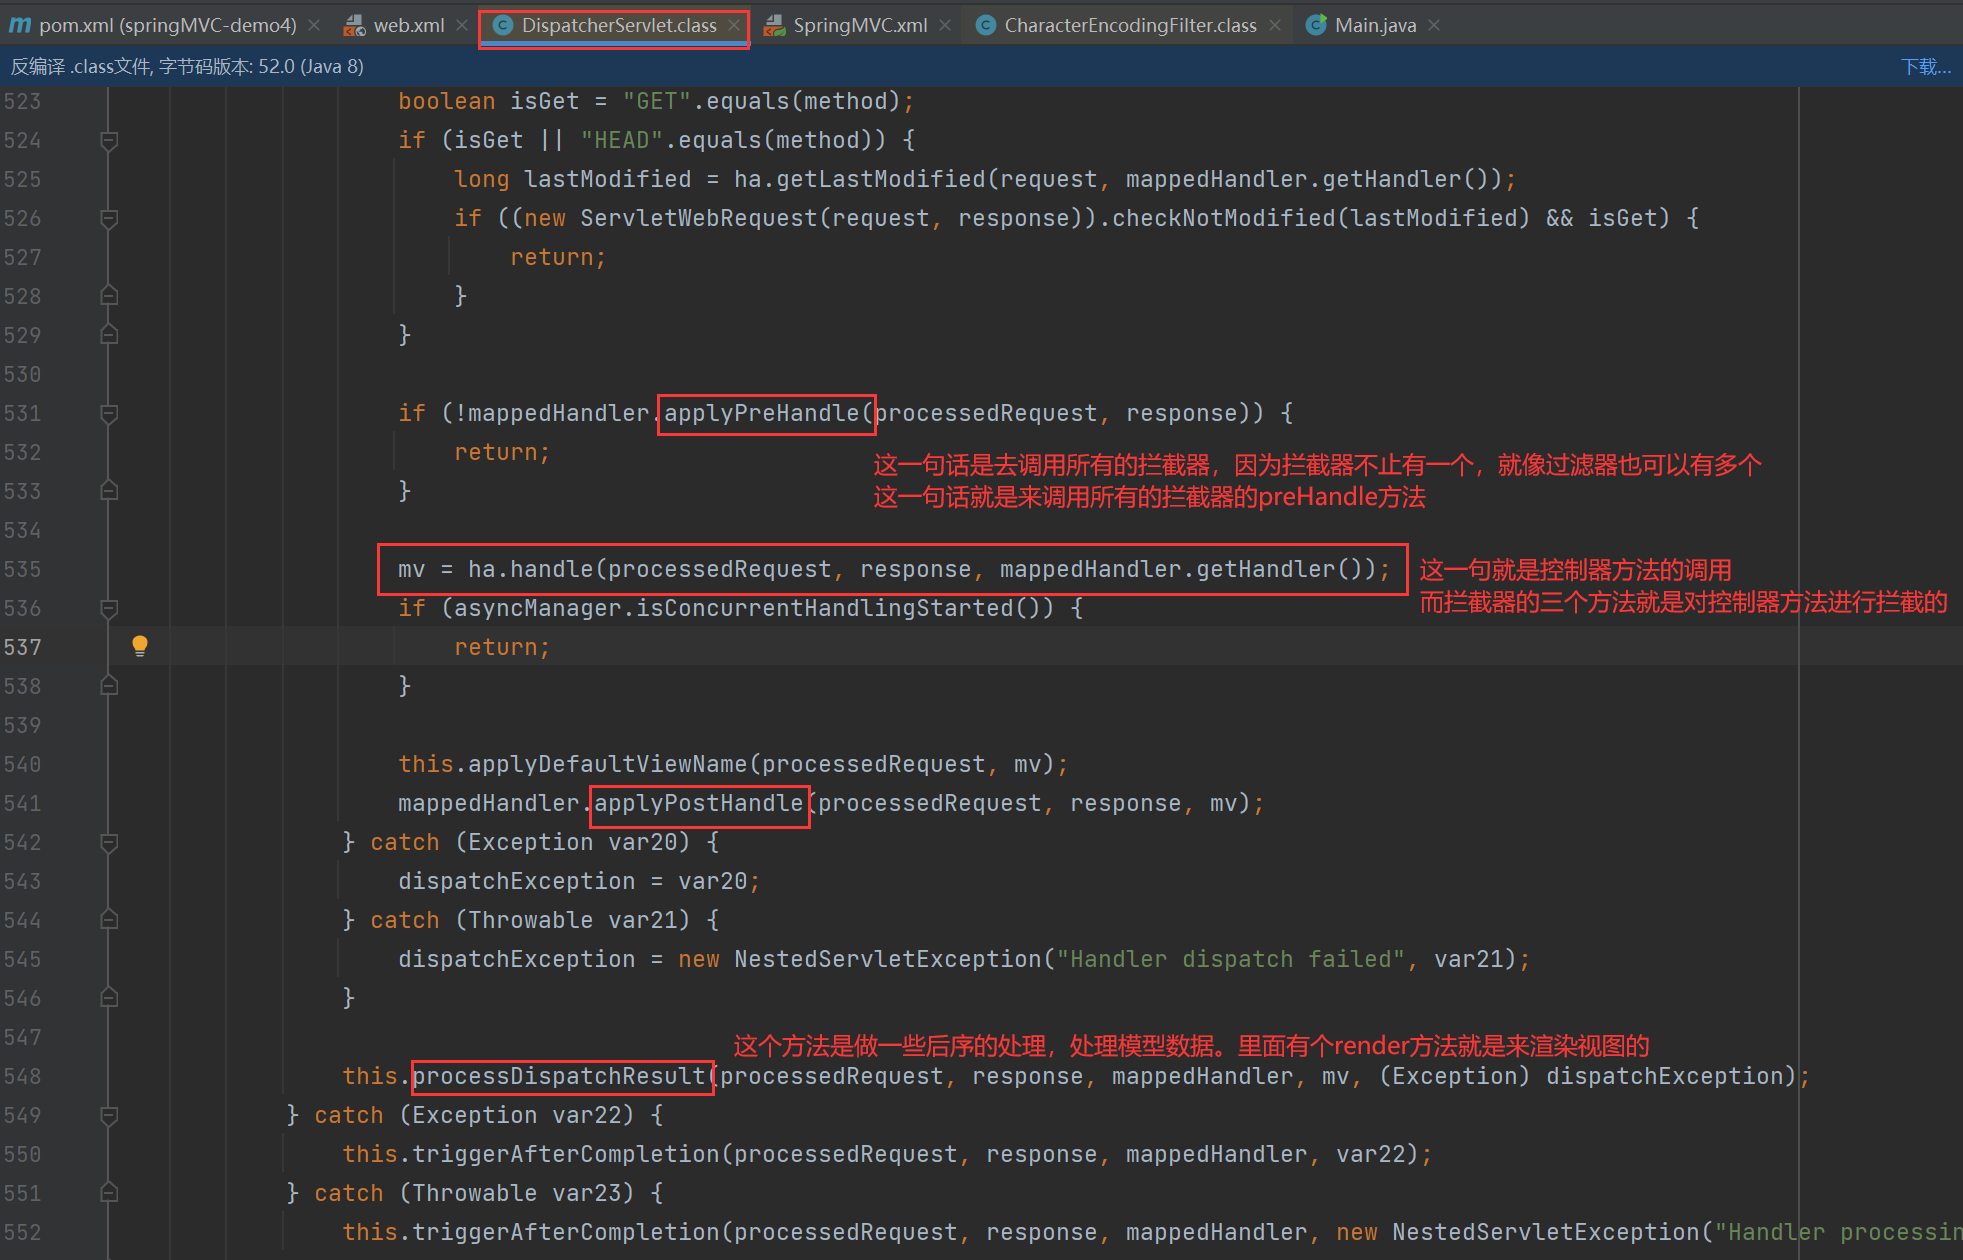 pom.xml (springMVC-demo4) web.xml DispatcherServlet.class SpringMVC.xml CharacterEncodingFilter.class Main.java
反编译 .class文件, 字节码版本: 52.0 (Java 8) 下载...
523 boolean isGet = "GET".equals(method);
524 if (isGet || "HEAD".equals(method)) {
525 long lastModified = ha.getLastModified(request, mappedHandler.getHandler());
526 if ((new ServletWebRequest(request, response)).checkNotModified(lastModified) && isGet) {
527 return;
528 }
529 }
530
531 if (!mappedHandler.applyPreHandle(processedRequest, response)) {
532 return;
这一句话是去调用所有的拦截器，因为拦截器不止有一个，就像过滤器也可以有多个
533 }
这一句话就是来调用所有的拦截器的preHandle方法
534
535 mv = ha.handle(processedRequest, response, mappedHandler.getHandler()); 这一句就是控制器方法的调用
536 if (asyncManager.isConcurrentHandlingStarted()) { 而拦截器的三个方法就是对控制器方法进行拦截的
537 return;
538 }
539
540 this.applyDefaultViewName(processedRequest, mv);
541 mappedHandler.applyPostHandle(processedRequest, response, mv);
542 } catch (Exception var20) {
543 dispatchException = var20;
544 } catch (Throwable var21) {
545 dispatchException = new NestedServletException("Handler dispatch failed", var21);
546 }
547 这个方法是做一些后序的处理，处理模型数据。里面有个render方法就是来渲染视图的
548 this.processDispatchResult(processedRequest, response, mappedHandler, mv, (Exception) dispatchException);
549 } catch (Exception var22) {
550 this.triggerAfterCompletion(processedRequest, response, mappedHandler, var22);
551 } catch (Throwable var23) {
552 this.triggerAfterCompletion(processedRequest, response, mappedHandler, new NestedServletException("Handler processin